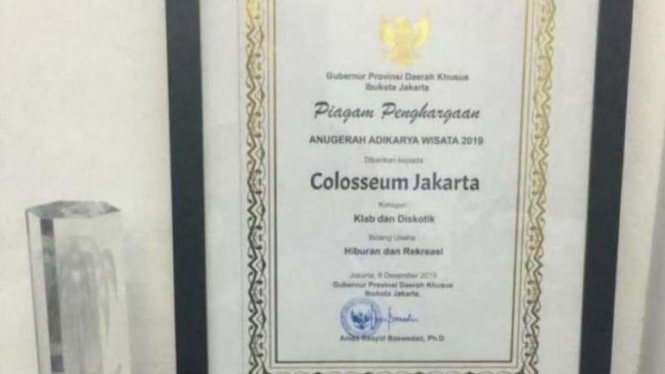 Gubernur Provinsi Daerah Khusus
Ibukota Jakarta
Piagam Penghargaan
ANUGERAH ADIKARYA WISATA 2019
Diberikan kepada
Colosseum Jakarta
Kategori
Klab dan Diskotik
Bidang Usaha
Hiburan dan Rekreasi
Jakarta, 6 Desember 2019
Gubernur Provinsi Daerah Khusus
Ibukota Jakarta,
Anies Rasyid Baswedan, Ph.D